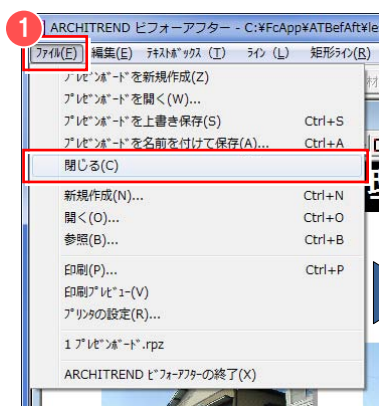 1
ARCHITREND ビフォーアフター - C:¥FcApp¥ATBefAft¥le
ﾌｧｲﾙ(F) 編集(E) ﾃｷｽﾄﾎﾞｯｸｽ (T) ﾗｲﾝ (L) 矩形ﾗｲﾝ(R)
ﾌﾟﾚｾﾞﾝﾎﾞｰﾄﾞを新規作成(Z)
ﾌﾟﾚｾﾞﾝﾎﾞｰﾄﾞを開く(W)...
ﾌﾟﾚｾﾞﾝﾎﾞｰﾄﾞを上書き保存(S) Ctrl+S
ﾌﾟﾚｾﾞﾝﾎﾞｰﾄﾞを名前を付けて保存(A)... Ctrl+A
閉じる(C)
新規作成(N)... Ctrl+N
開く(O)... Ctrl+O
参照(B)... Ctrl+B
印刷(P)... Ctrl+P
印刷ﾌﾟﾚﾋﾞｭｰ(V)
ﾌﾟﾘﾝﾀの設定(R)...
1 ﾌﾟﾚｾﾞﾝﾎﾞｰﾄﾞ.rpz
ARCHITREND ﾋﾞﾌｫｰｱﾌﾀｰの終了(X)